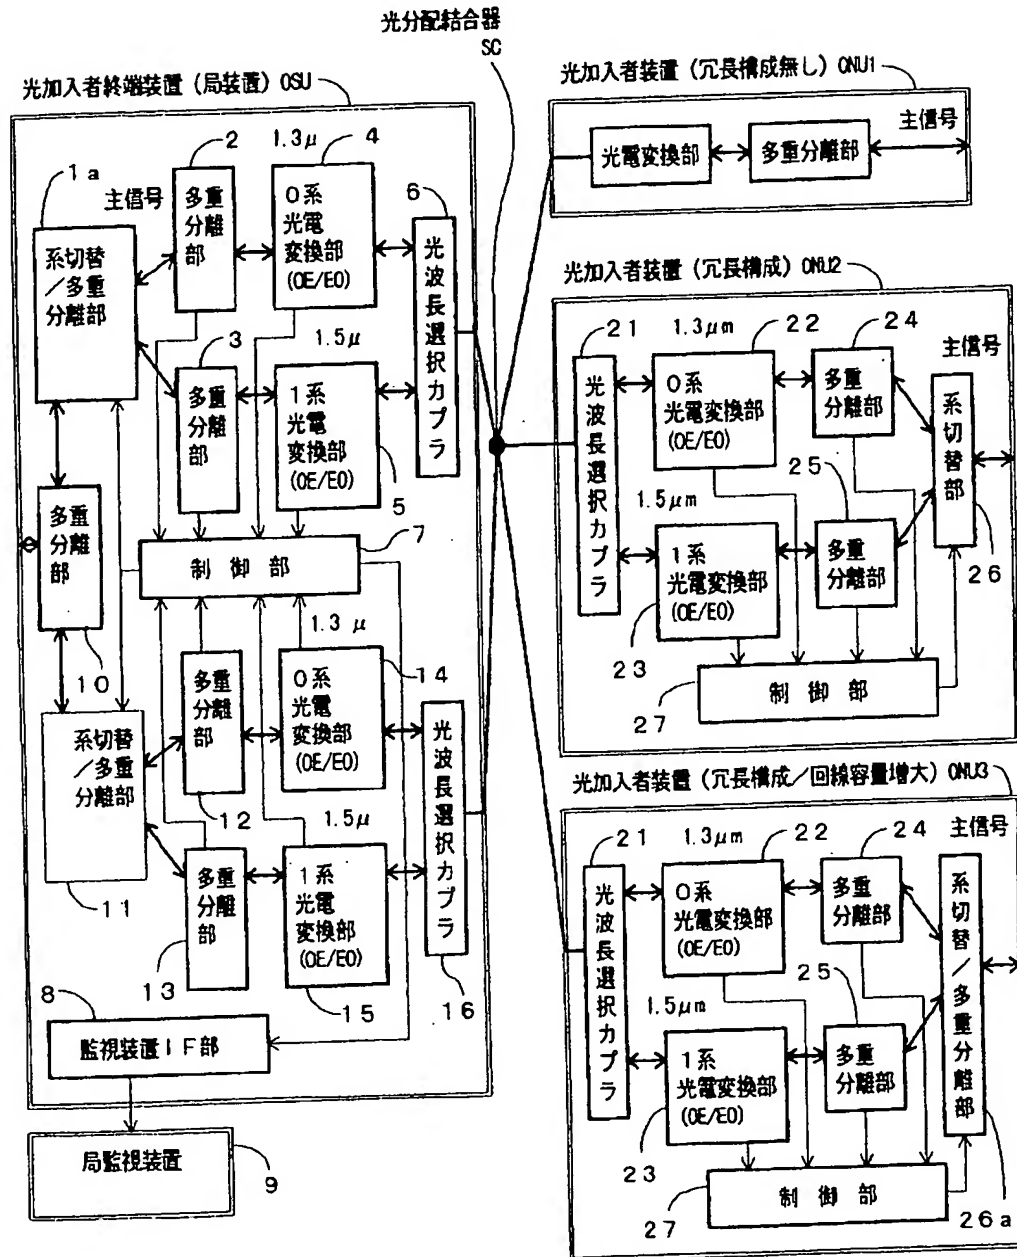 光分配結合器
SC
光加入者終端装置（局装置）OSU
1a
系切替
／多重
分離部
主信号
2
多重
分離
部
1.3μ
4
0系
光電
変換部
(OE/EO)
6
光波長選択カプラ
3
多重
分離
部
1.5μ
1系
光電
変換部
(OE/EO)
5
多重
分離
部
10
制御部
7
系切替
／多重
分離部
11
多重
分離
部
12
1.3μ
0系
光電
変換部
(OE/EO)
14
多重
分離
部
13
1.5μ
1系
光電
変換部
(OE/EO)
15
光波長選択カプラ
16
8
監視装置IF部
局監視装置
9
光加入者装置（冗長構成無し）ONU1
光電変換部
多重分離部
主信号
光加入者装置（冗長構成）ONU2
21
光波長選択カプラ
1.3μm
22
0系
光電変換部
(OE/EO)
24
多重
分離部
主信号
系切替部
26
1.5μm
1系
光電変換部
(OE/EO)
23
25
多重
分離部
27
制御部
光加入者装置（冗長構成／回線容量増大）ONU3
21
光波長選択カプラ
1.3μm
22
0系
光電変換部
(OE/EO)
24
多重
分離部
主信号
系切替／多重分離部
26a
1.5μm
1系
光電変換部
(OE/EO)
23
25
多重
分離部
27
制御部